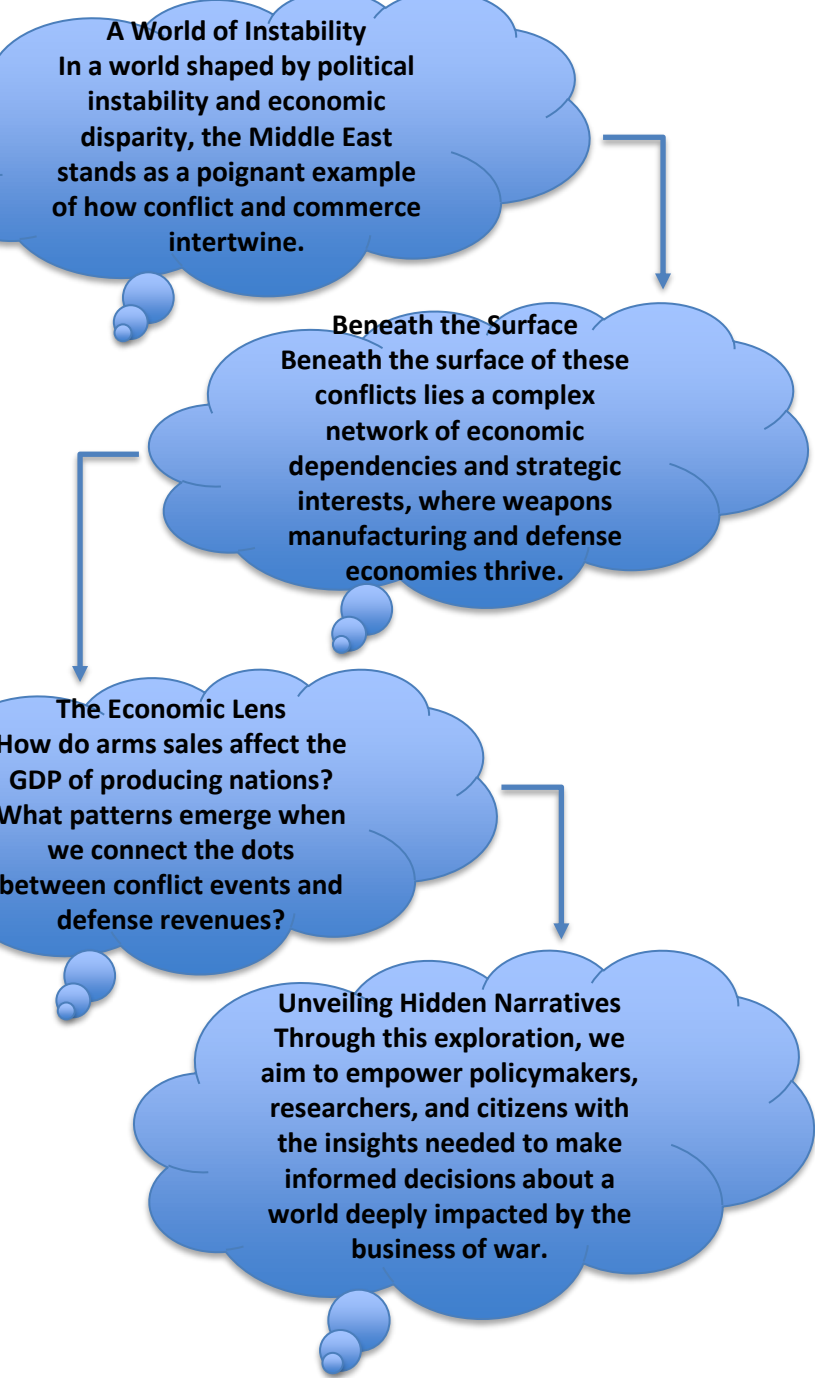 A World of Instability
In a world shaped by political
instability and economic
disparity, the Middle East
stands as a poignant example
of how conflict and commerce
intertwine.
Beneath the Surface
Beneath the surface of these
conflicts lies a complex
network of economic
dependencies and strategic
interests, where weapons
manufacturing and defense
economies thrive.
The Economic Lens
How do arms sales affect the
GDP of producing nations?
What patterns emerge when
we connect the dots
between conflict events and
defense revenues?
Unveiling Hidden Narratives
Through this exploration, we
aim to empower policymakers,
researchers, and citizens with
the insights needed to make
informed decisions about a
world deeply impacted by the
business of war.